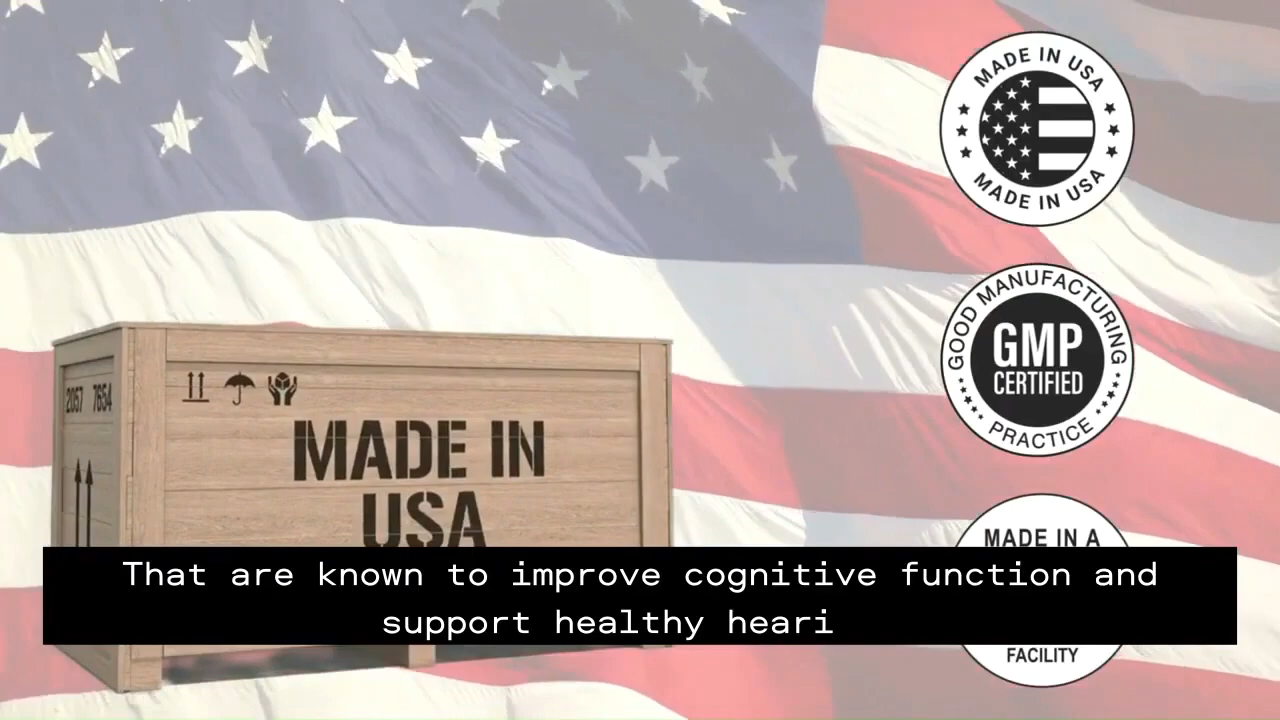 MADE IN USA
MADE IN USA
GOOD MANUFACTURING
GMP
CERTIFIED
PRACTICE
2057 7654
MADE IN
USA
MADE IN A
FACILITY
That are known to improve cognitive function and
support healthy heari